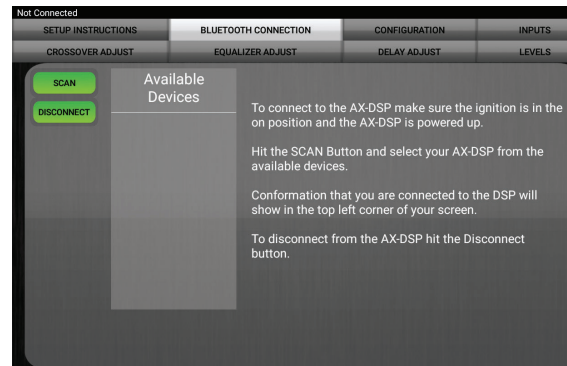 Not Connected
SETUP INSTRUCTIONS BLUETOOTH CONNECTION CONFIGURATION INPUTS
CROSSOVER ADJUST EQUALIZER ADJUST DELAY ADJUST LEVELS
SCAN
DISCONNECT
Available
Devices
To connect to the AX-DSP make sure the ignition is in the
on position and the AX-DSP is powered up.
Hit the SCAN Button and select your AX-DSP from the
available devices.
Conformation that you are connected to the DSP will
show in the top left corner of your screen.
To disconnect from the AX-DSP hit the Disconnect
button.